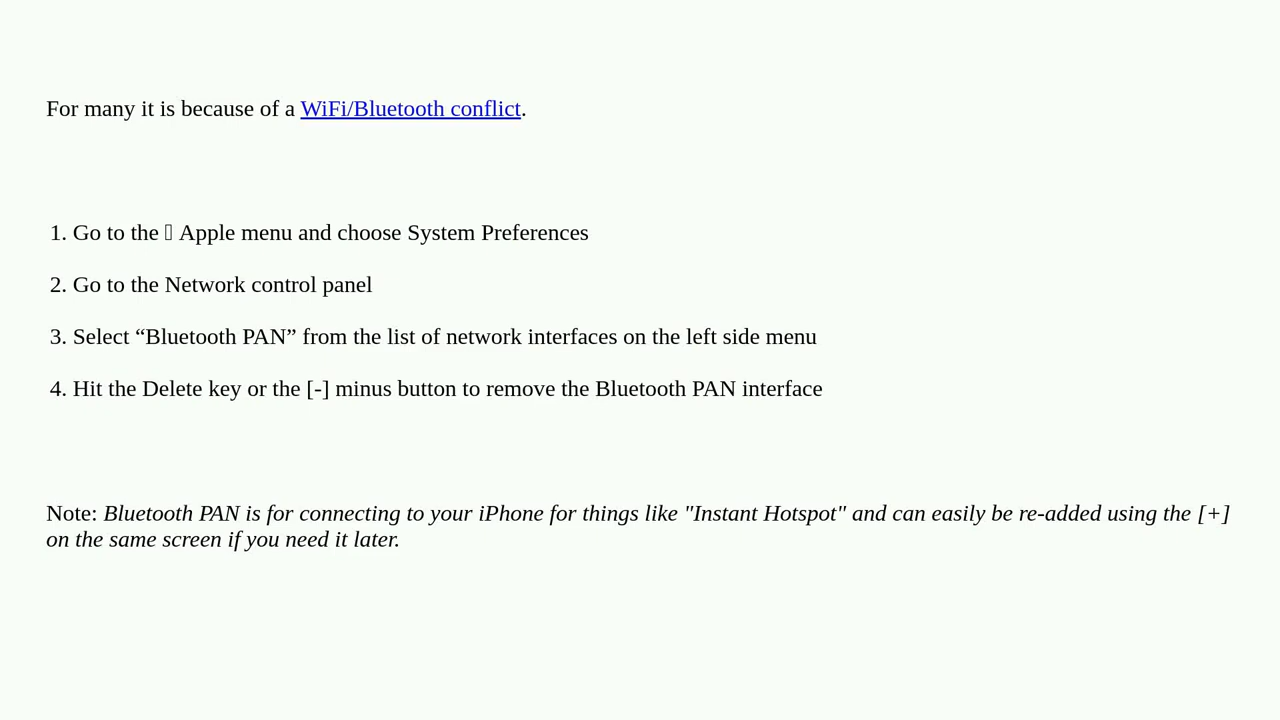 For many it is because of a WiFi/Bluetooth conflict.
1. Go to the  Apple menu and choose System Preferences
2. Go to the Network control panel
3. Select “Bluetooth PAN” from the list of network interfaces on the left side menu
4. Hit the Delete key or the [-] minus button to remove the Bluetooth PAN interface
Note: Bluetooth PAN is for connecting to your iPhone for things like "Instant Hotspot" and can easily be re-added using the [+]
on the same screen if you need it later.